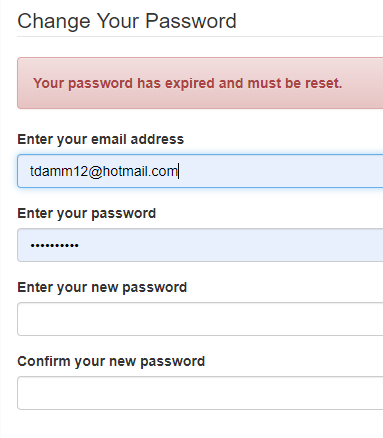 Change Your Password
Your password has expired and must be reset.
Enter your email address
tdamm12@hotmail.com
Enter your password
••••••••••
Enter your new password
Confirm your new password